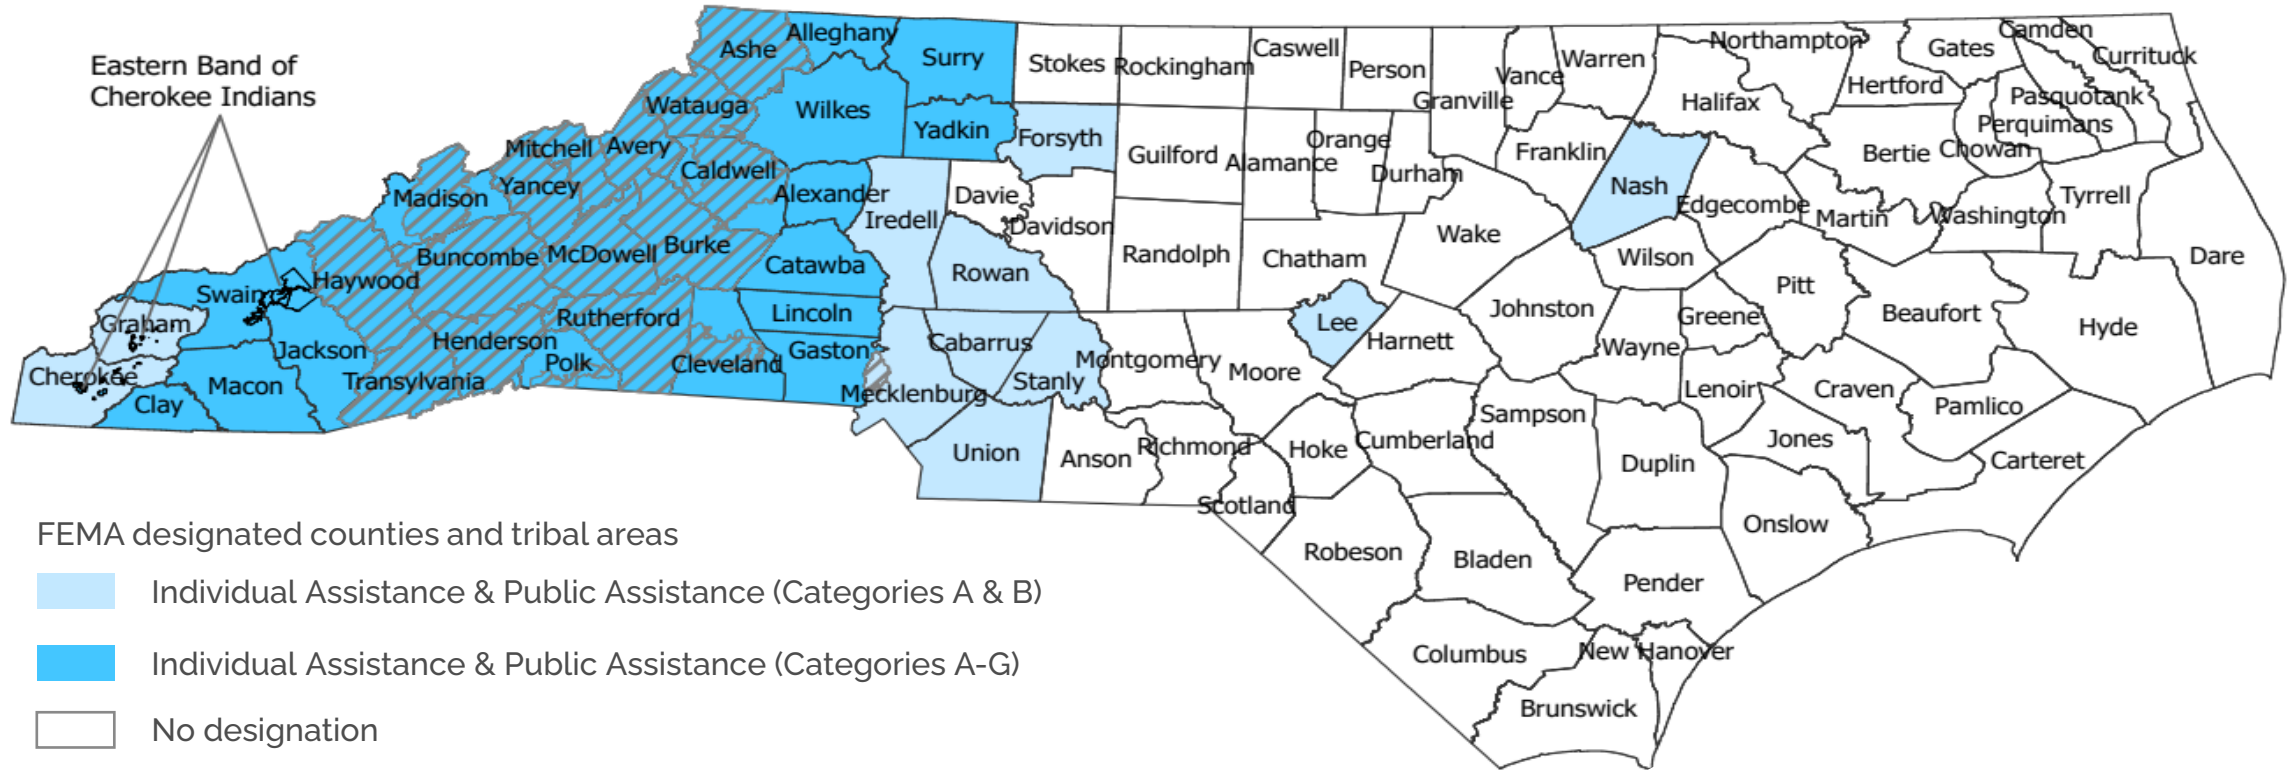 Eastern Band of
Cherokee Indians
Ashe
Alleghany
Surry
Stokes
Rockingham
Caswell
Person
Granville
Vance
Warren
Northampton
Gates
Camden
Currituck
Hertford
Halifax
Pasquotank
Perquimans
Chowan
Bertie
Watauga
Wilkes
Yadkin
Forsyth
Guilford
Alamance
Orange
Durham
Franklin
Nash
Edgecombe
Martin
Washington
Tyrrell
Dare
Mitchell
Avery
Caldwell
Alexander
Iredell
Davie
Davidson
Randolph
Chatham
Wake
Wilson
Pitt
Beaufort
Hyde
Madison
Yancey
Buncombe
McDowell
Burke
Catawba
Rowan
Lee
Harnett
Johnston
Greene
Wayne
Lenoir
Craven
Pamlico
Swain
Haywood
Graham
Cherokee
Clay
Macon
Jackson
Transylvania
Henderson
Polk
Rutherford
Cleveland
Lincoln
Gaston
Mecklenburg
Cabarrus
Stanly
Union
Montgomery
Moore
Anson
Richmond
Scotland
Hoke
Cumberland
Sampson
Duplin
Jones
Carteret
Onslow
Robeson
Bladen
Pender
Columbus
New Hanover
Brunswick
FEMA designated counties and tribal areas
Individual Assistance & Public Assistance (Categories A & B)
Individual Assistance & Public Assistance (Categories A-G)
No designation